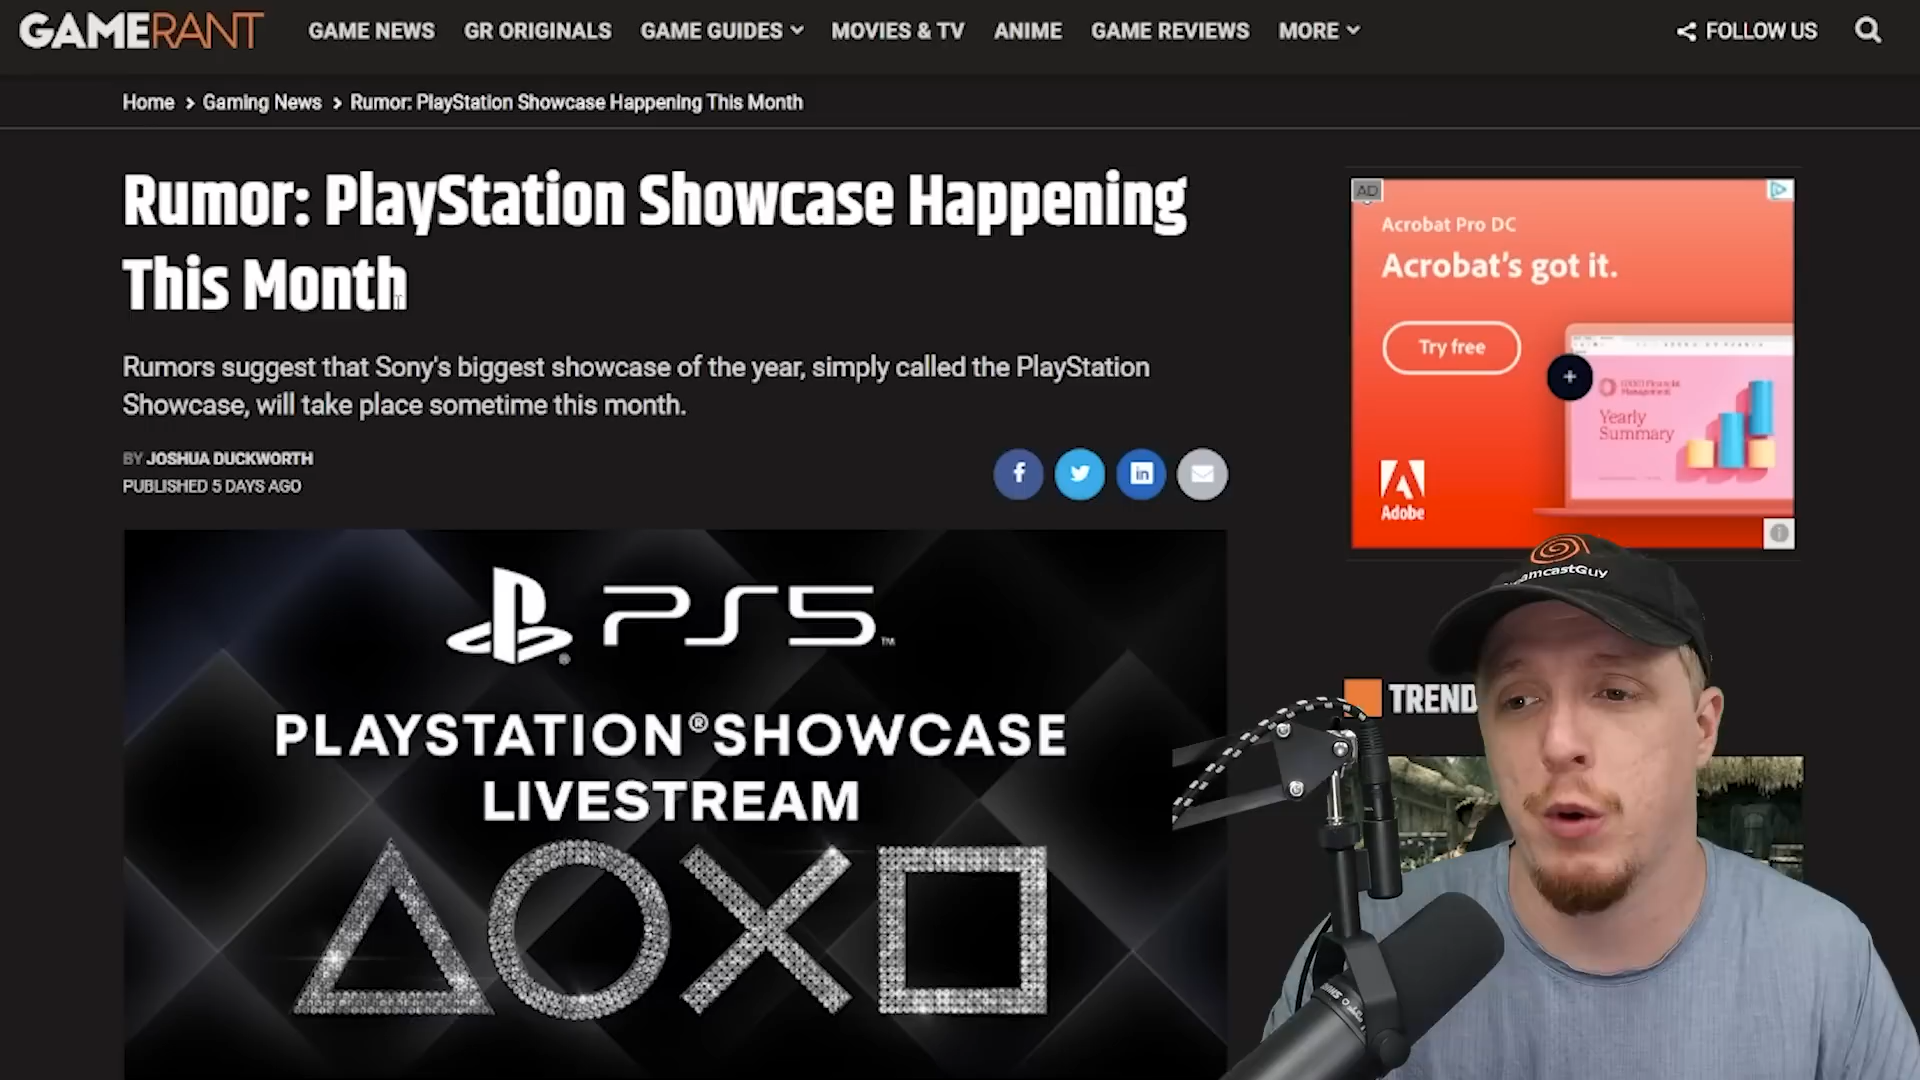 GAMERANT
GAME NEWS GR ORIGINALS GAME GUIDES MOVIES & TV ANIME GAME REVIEWS MORE FOLLOW US
Home > Gaming News > Rumor: PlayStation Showcase Happening This Month
Rumor: PlayStation Showcase Happening
This Month
Rumors suggest that Sony's biggest showcase of the year, simply called the PlayStation
Showcase, will take place sometime this month.
BY JOSHUA DUCKWORTH
PUBLISHED 5 DAYS AGO
AD
Acrobat Pro DC
Acrobat's got it.
Try free
Yearly
Summary
Adobe
PS5™
PLAYSTATION®SHOWCASE
LIVESTREAM
TREND
amcastGuy